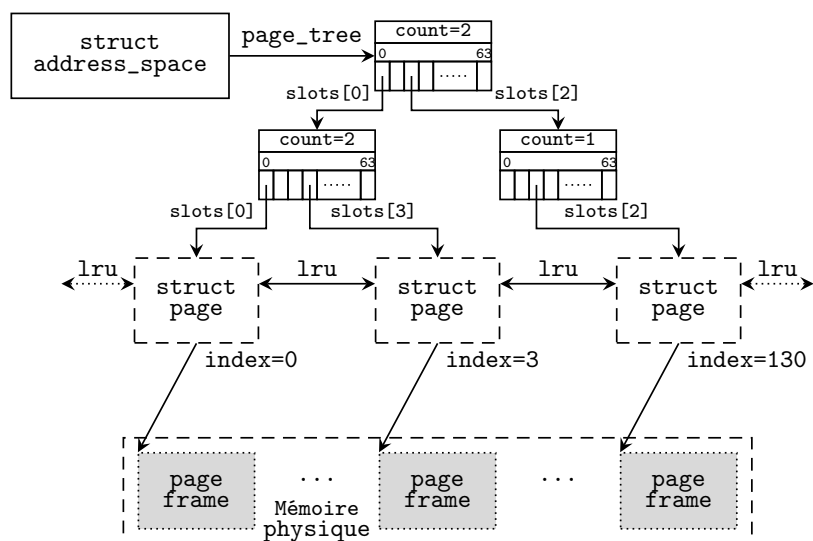 struct
address_space
page_tree
count=2
0 63
.....
slots[0]
slots[2]
count=2
0 63
.....
count=1
0 63
.....
slots[0]
slots[3]
slots[2]
lru
struct
page
lru
struct
page
lru
struct
page
lru
index=0
index=3
index=130
page
frame
...
page
frame
...
page
frame
Mémoire
physique